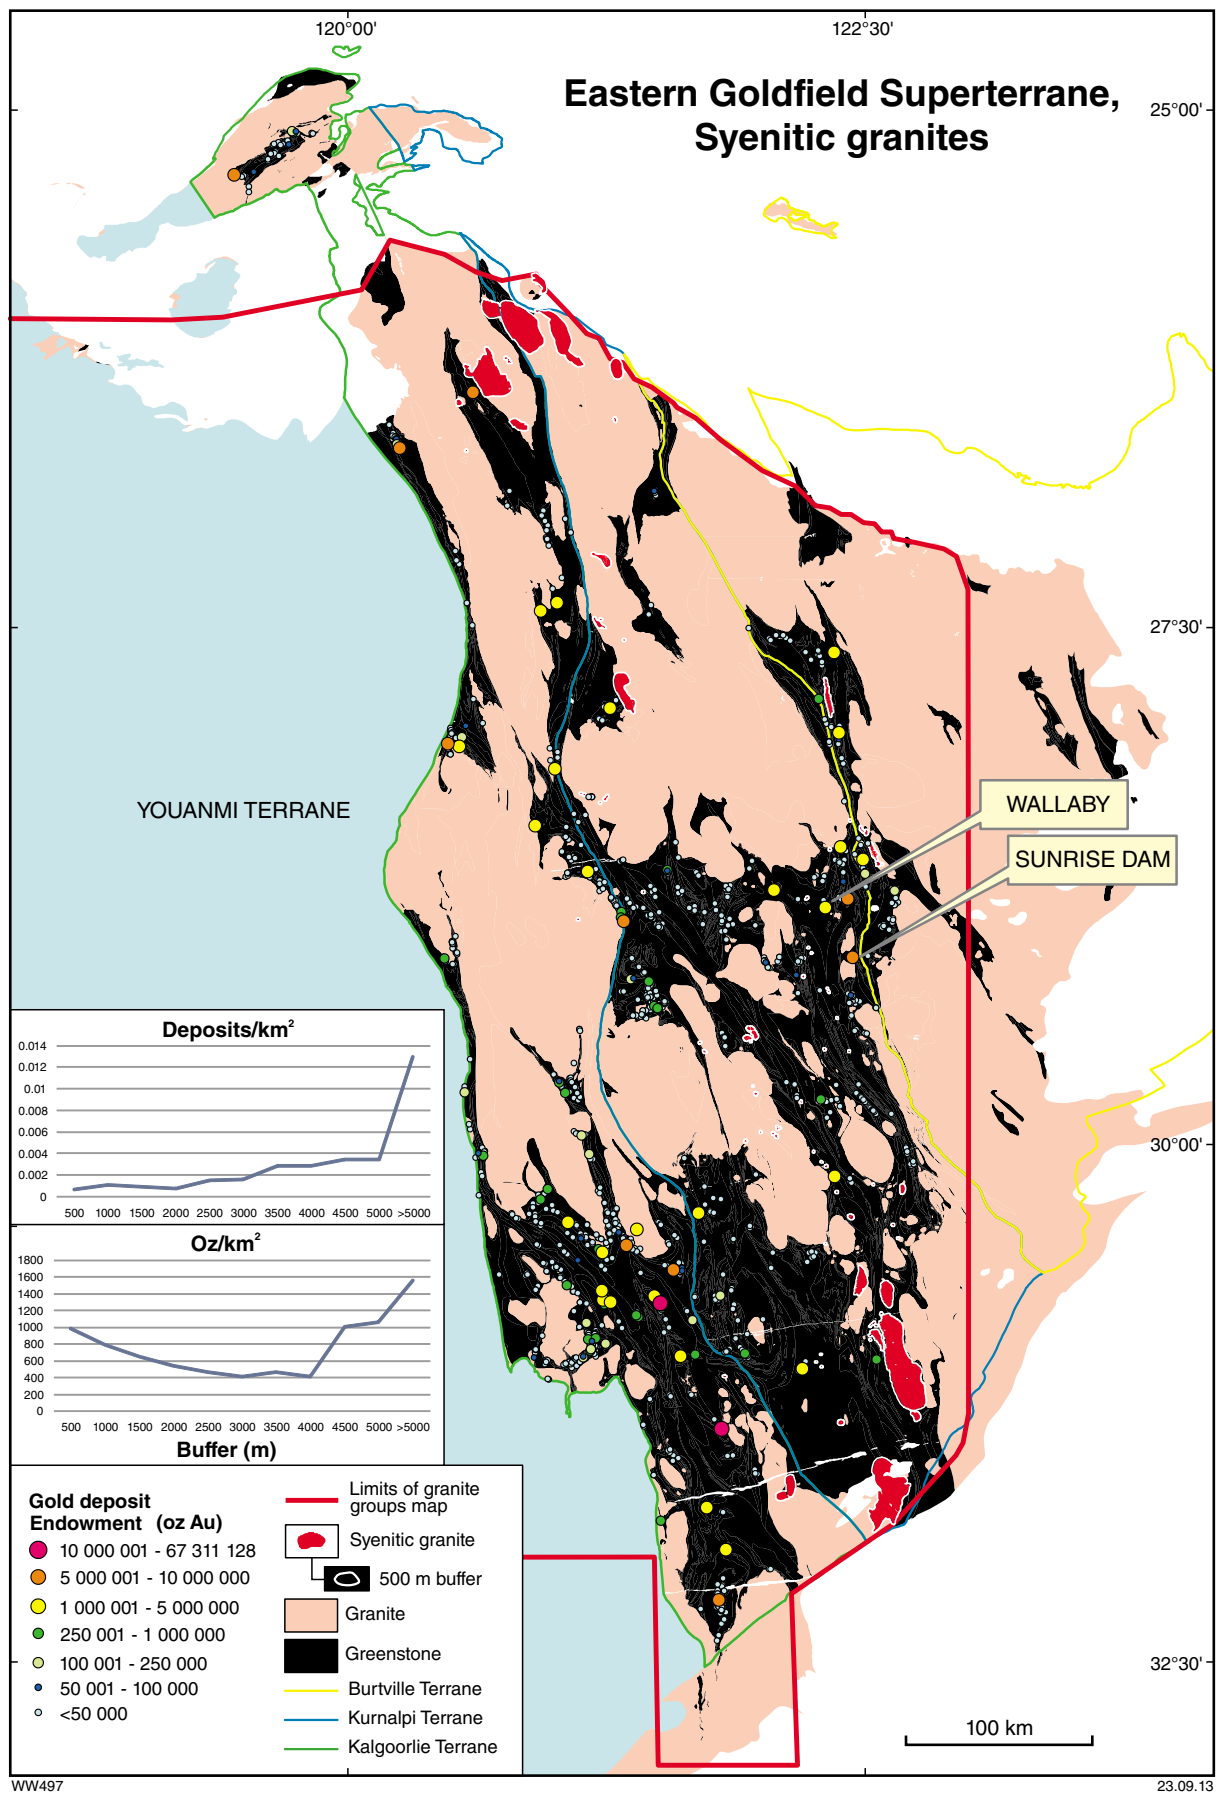 120°00'
122°30'
Eastern Goldfield Superterrane,
Syenitic granites
25°00'
27°30'
YOUANMI TERRANE
WALLABY
SUNRISE DAM
30°00'
32°30'
Deposits/km²
0.014
0.012
0.01
0.008
0.006
0.004
0.002
0
500 1000 1500 2000 2500 3000 3500 4000 4500 5000 >5000
Oz/km²
1800
1600
1400
1200
1000
800
600
400
200
0
500 1000 1500 2000 2500 3000 3500 4000 4500 5000 >5000
Buffer (m)
Gold deposit
Endowment (oz Au)
10 000 001 - 67 311 128
5 000 001 - 10 000 000
1 000 001 - 5 000 000
250 001 - 1 000 000
100 001 - 250 000
50 001 - 100 000
<50 000
Limits of granite
groups map
Syenitic granite
500 m buffer
Granite
Greenstone
Burtville Terrane
Kurnalpi Terrane
Kalgoorlie Terrane
100 km
WW497
23.09.13